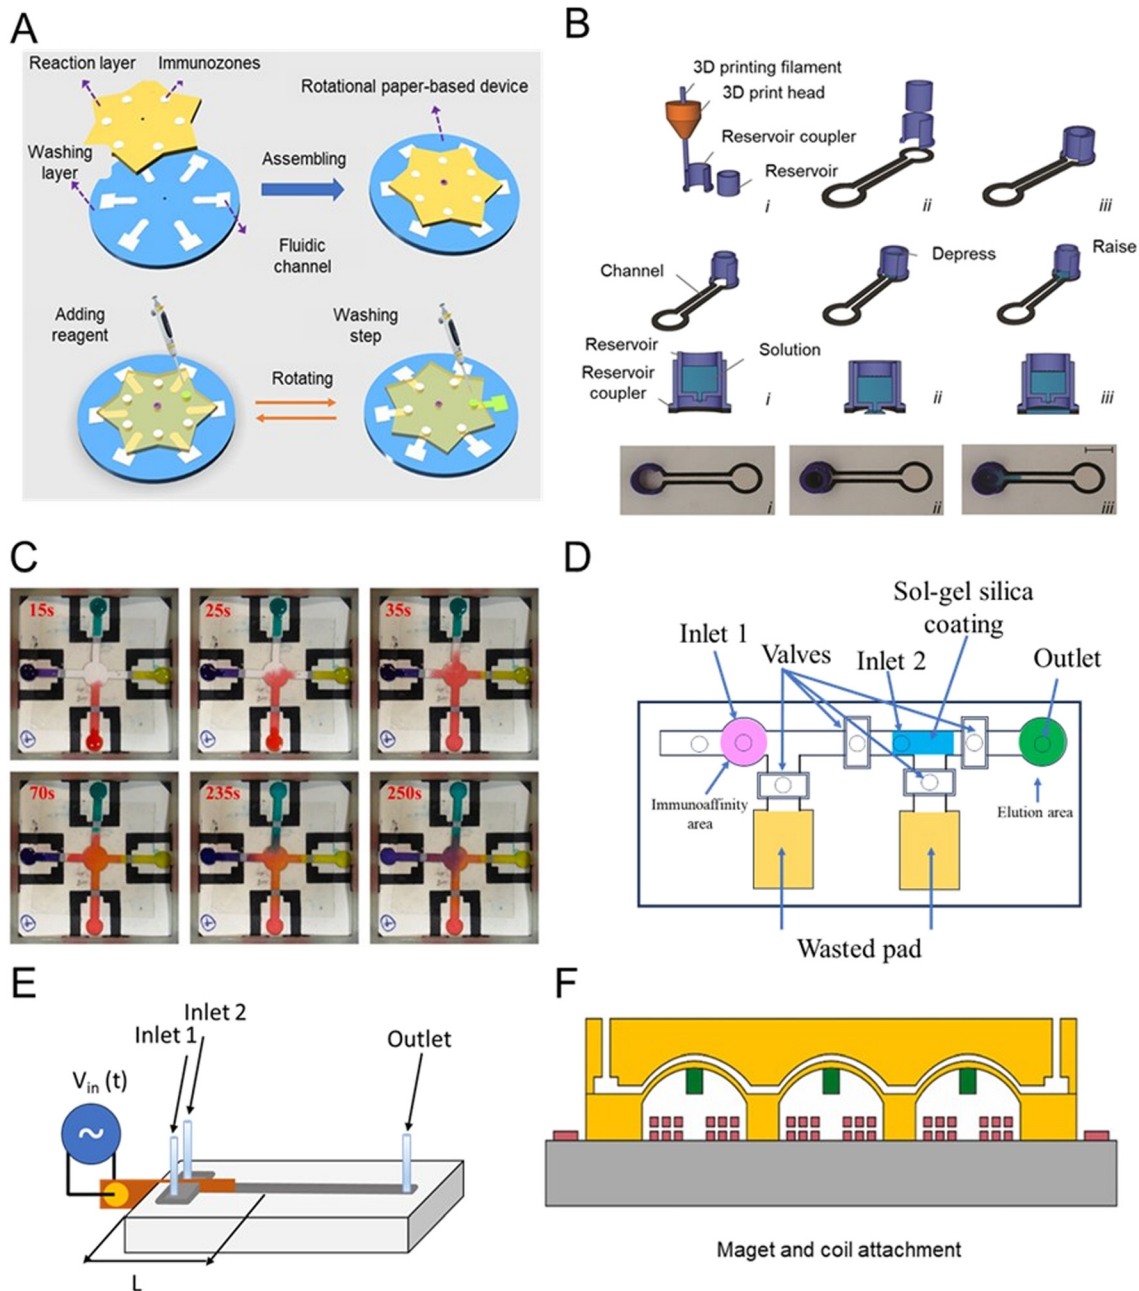 A
Reaction layer
Immunozones
Rotational paper-based device
Washing
layer
Assembling
Fluidic
channel
Adding
reagent
Washing
step
Rotating
B
3D printing filament
3D print head
Reservoir coupler
Reservoir
i
ii
iii
Channel
Depress
Raise
Reservoir
Reservoir
coupler
Solution
i
ii
iii
i
ii
iii
C
15s
25s
35s
70s
235s
250s
D
Sol-gel silica
coating
Inlet 1
Valves
Inlet 2
Outlet
Immunoaffinity
area
Elution area
Wasted pad
E
Inlet 2
Inlet 1
Outlet
Vin (t)
~
L
F
Maget and coil attachment